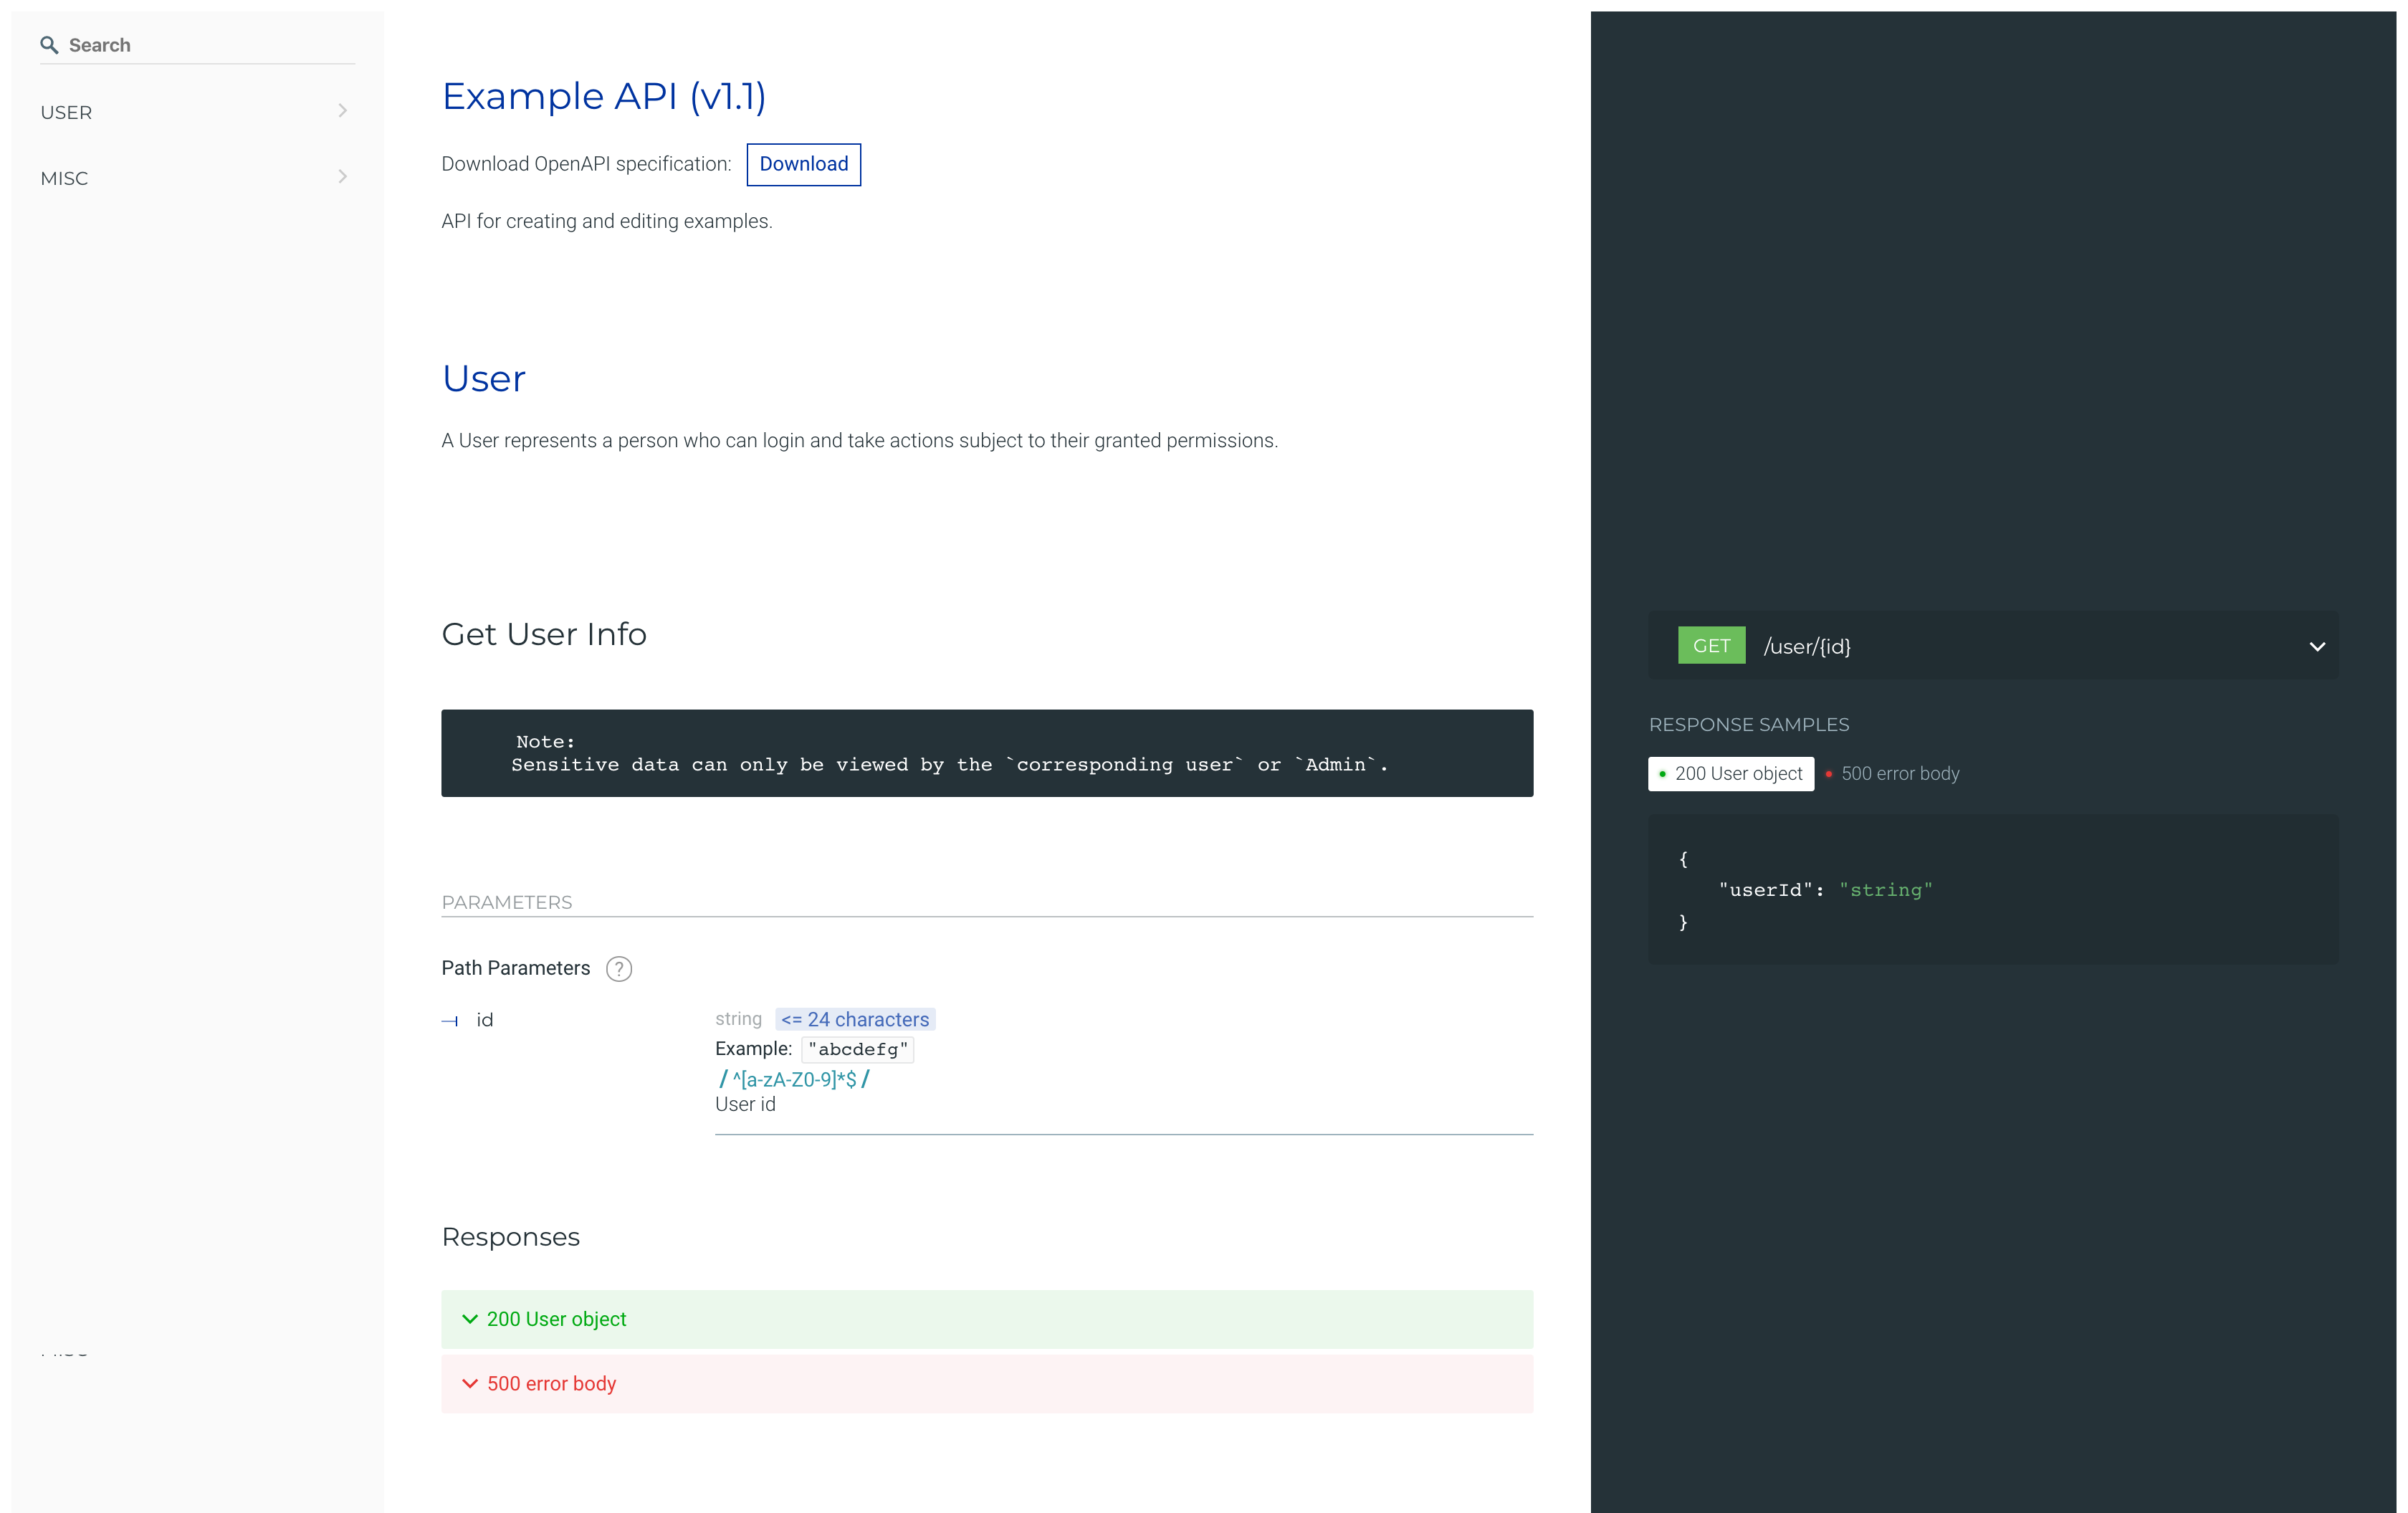 Search
USER
MISC
Example API (v1.1)
Download OpenAPI specification: Download
API for creating and editing examples.
User
A User represents a person who can login and take actions subject to their granted permissions.
Get User Info
Note:
Sensitive data can only be viewed by the `corresponding user` or `Admin`.
PARAMETERS
Path Parameters ?
id
string <= 24 characters
Example: "abcdefg"
/ ^[a-zA-Z0-9]*$ /
User id
Responses
200 User object
500 error body
GET /user/{id}
RESPONSE SAMPLES
200 User object 500 error body
{
"userId": "string"
}